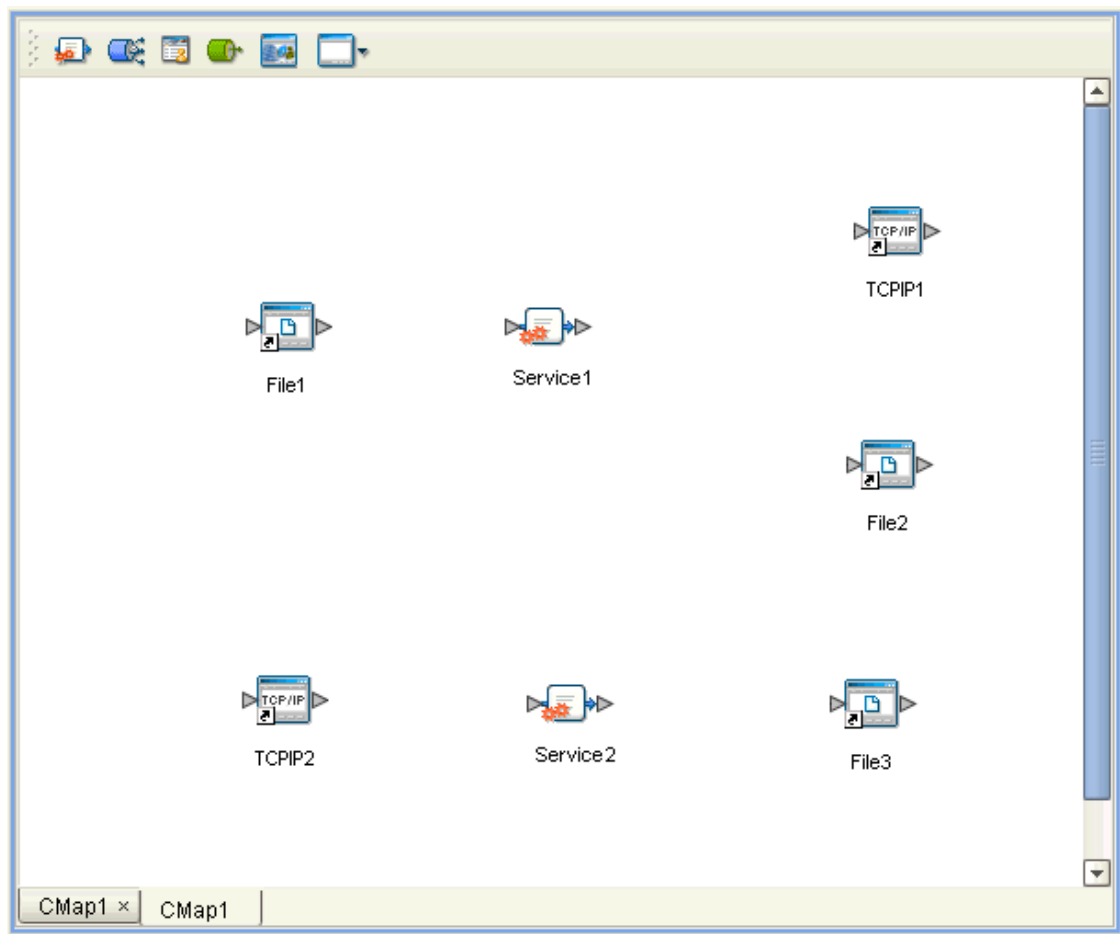 TCP/IP
TCPIP1
File1
Service1
File2
TCP/IP
TCPIP2
Service2
File3
CMap1 ×
CMap1